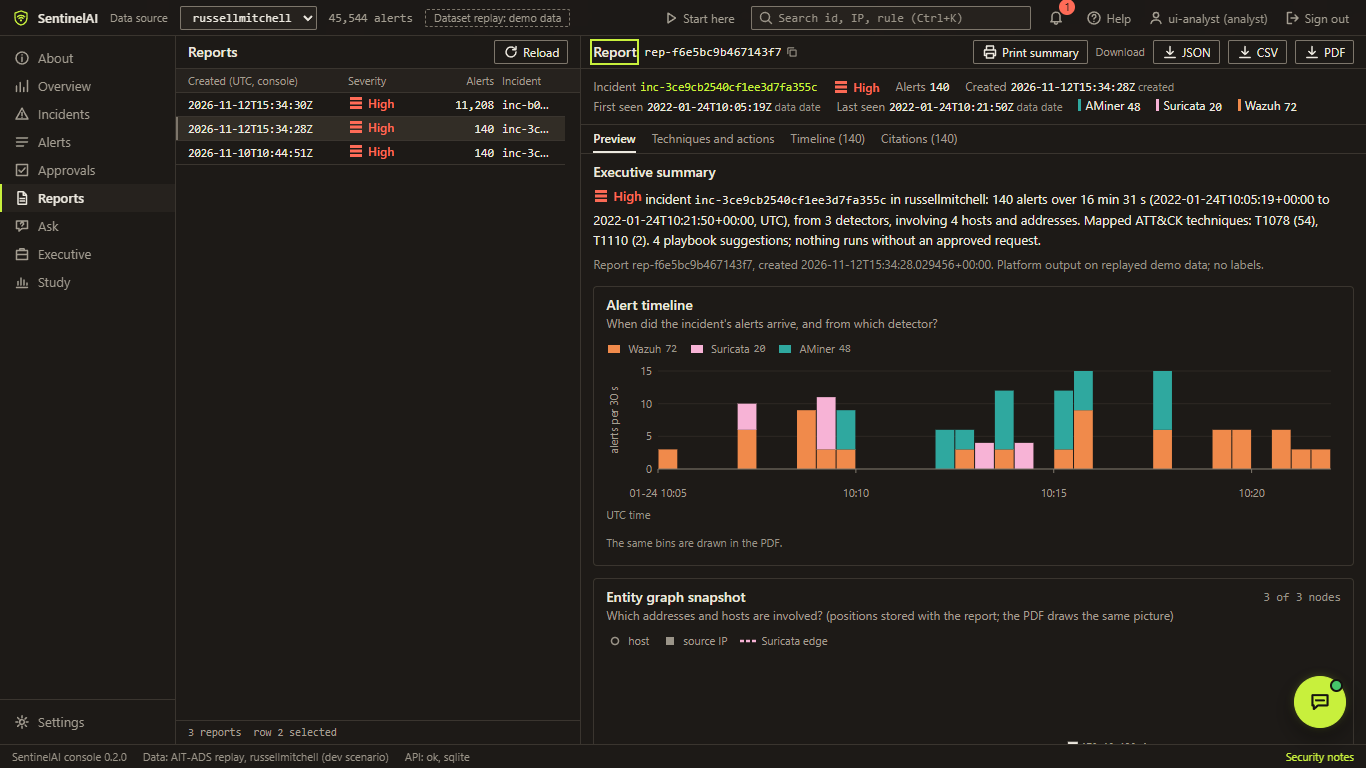 SentinelAI Data source russellmitchell 45,544 alerts Dataset replay: demo data Start here Search id, IP, rule (Ctrl+K) 1 Help ui-analyst (analyst) Sign out
About
Overview
Incidents
Alerts
Approvals
Reports
Ask
Executive
Study
Settings
Reports Reload
Created (UTC, console) Severity Alerts Incident
2026-11-12T15:34:30Z High 11,208 inc-b0…
2026-11-12T15:34:28Z High 140 inc-3c…
2026-11-10T10:44:51Z High 140 inc-3c…
3 reports row 2 selected
Report rep-f6e5bc9b467143f7 Print summary Download JSON CSV PDF
Incident inc-3ce9cb2540cf1ee3d7fa355c High Alerts 140 Created 2026-11-12T15:34:28Z created
First seen 2022-01-24T10:05:19Z data date Last seen 2022-01-24T10:21:50Z data date AMiner 48 Suricata 20 Wazuh 72
Preview Techniques and actions Timeline (140) Citations (140)
Executive summary
High incident inc-3ce9cb2540cf1ee3d7fa355c in russellmitchell: 140 alerts over 16 min 31 s (2022-01-24T10:05:19+00:00 to
2022-01-24T10:21:50+00:00, UTC), from 3 detectors, involving 4 hosts and addresses. Mapped ATT&CK techniques: T1078 (54),
T1110 (2). 4 playbook suggestions; nothing runs without an approved request.
Report rep-f6e5bc9b467143f7, created 2026-11-12T15:34:28.029456+00:00. Platform output on replayed demo data; no labels.
Alert timeline
When did the incident's alerts arrive, and from which detector?
Wazuh 72 Suricata 20 AMiner 48
alerts per 30 s
15
10
5
0
01-24 10:05 10:10 10:15 10:20
UTC time
The same bins are drawn in the PDF.
Entity graph snapshot 3 of 3 nodes
Which addresses and hosts are involved? (positions stored with the report; the PDF draws the same picture)
host source IP Suricata edge
SentinelAI console 0.2.0 Data: AIT-ADS replay, russellmitchell (dev scenario) API: ok, sqlite Security notes